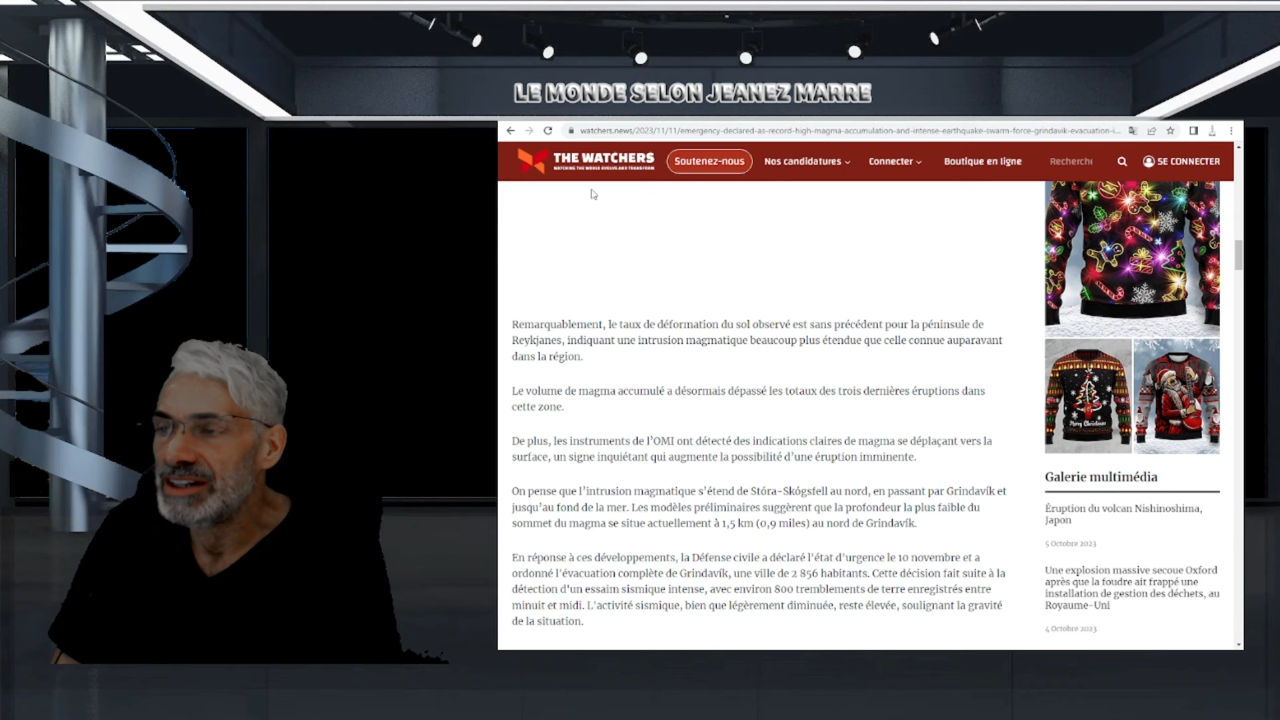 LE MONDE SELON JEANEZ MARRE
watchers.news/2023/11/11/emergency-declared-as-record-high-magma-accumulation-and-intense-earthquake-swarm-force-grindavik-evacuation-i...
THE WATCHERS
WATCHING THE WORLD EVOLVE AND TRANSFORM
Soutenez-nous
Nos candidatures
Connecter
Boutique en ligne
Recherche
SE CONNECTER
Remarquablement, le taux de déformation du sol observé est sans précédent pour la péninsule de
Reykjanes, indiquant une intrusion magmatique beaucoup plus étendue que celle connue auparavant
dans la région.
Le volume de magma accumulé a désormais dépassé les totaux des trois dernières éruptions dans
cette zone.
De plus, les instruments de l'OMI ont détecté des indications claires de magma se déplaçant vers la
surface, un signe inquiétant qui augmente la possibilité d'une éruption imminente.
On pense que l'intrusion magmatique s'étend de Stóra-Skógsfell au nord, en passant par Grindavík et
jusqu'au fond de la mer. Les modèles préliminaires suggèrent que la profondeur la plus faible du
sommet du magma se situe actuellement à 1,5 km (0,9 miles) au nord de Grindavík.
En réponse à ces développements, la Défense civile a déclaré l'état d'urgence le 10 novembre et a
ordonné l'évacuation complète de Grindavík, une ville de 2 856 habitants. Cette décision fait suite à la
détection d'un essaim sismique intense, avec environ 800 tremblements de terre enregistrés entre
minuit et midi. L'activité sismique, bien que légèrement diminuée, reste élevée, soulignant la gravité
de la situation.
Merry Christmas
Galerie multimédia
Éruption du volcan Nishinoshima,
Japon
5 Octobre 2023
Une explosion massive secoue Oxford
après que la foudre ait frappé une
installation de gestion des déchets, au
Royaume-Uni
4 Octobre 2023